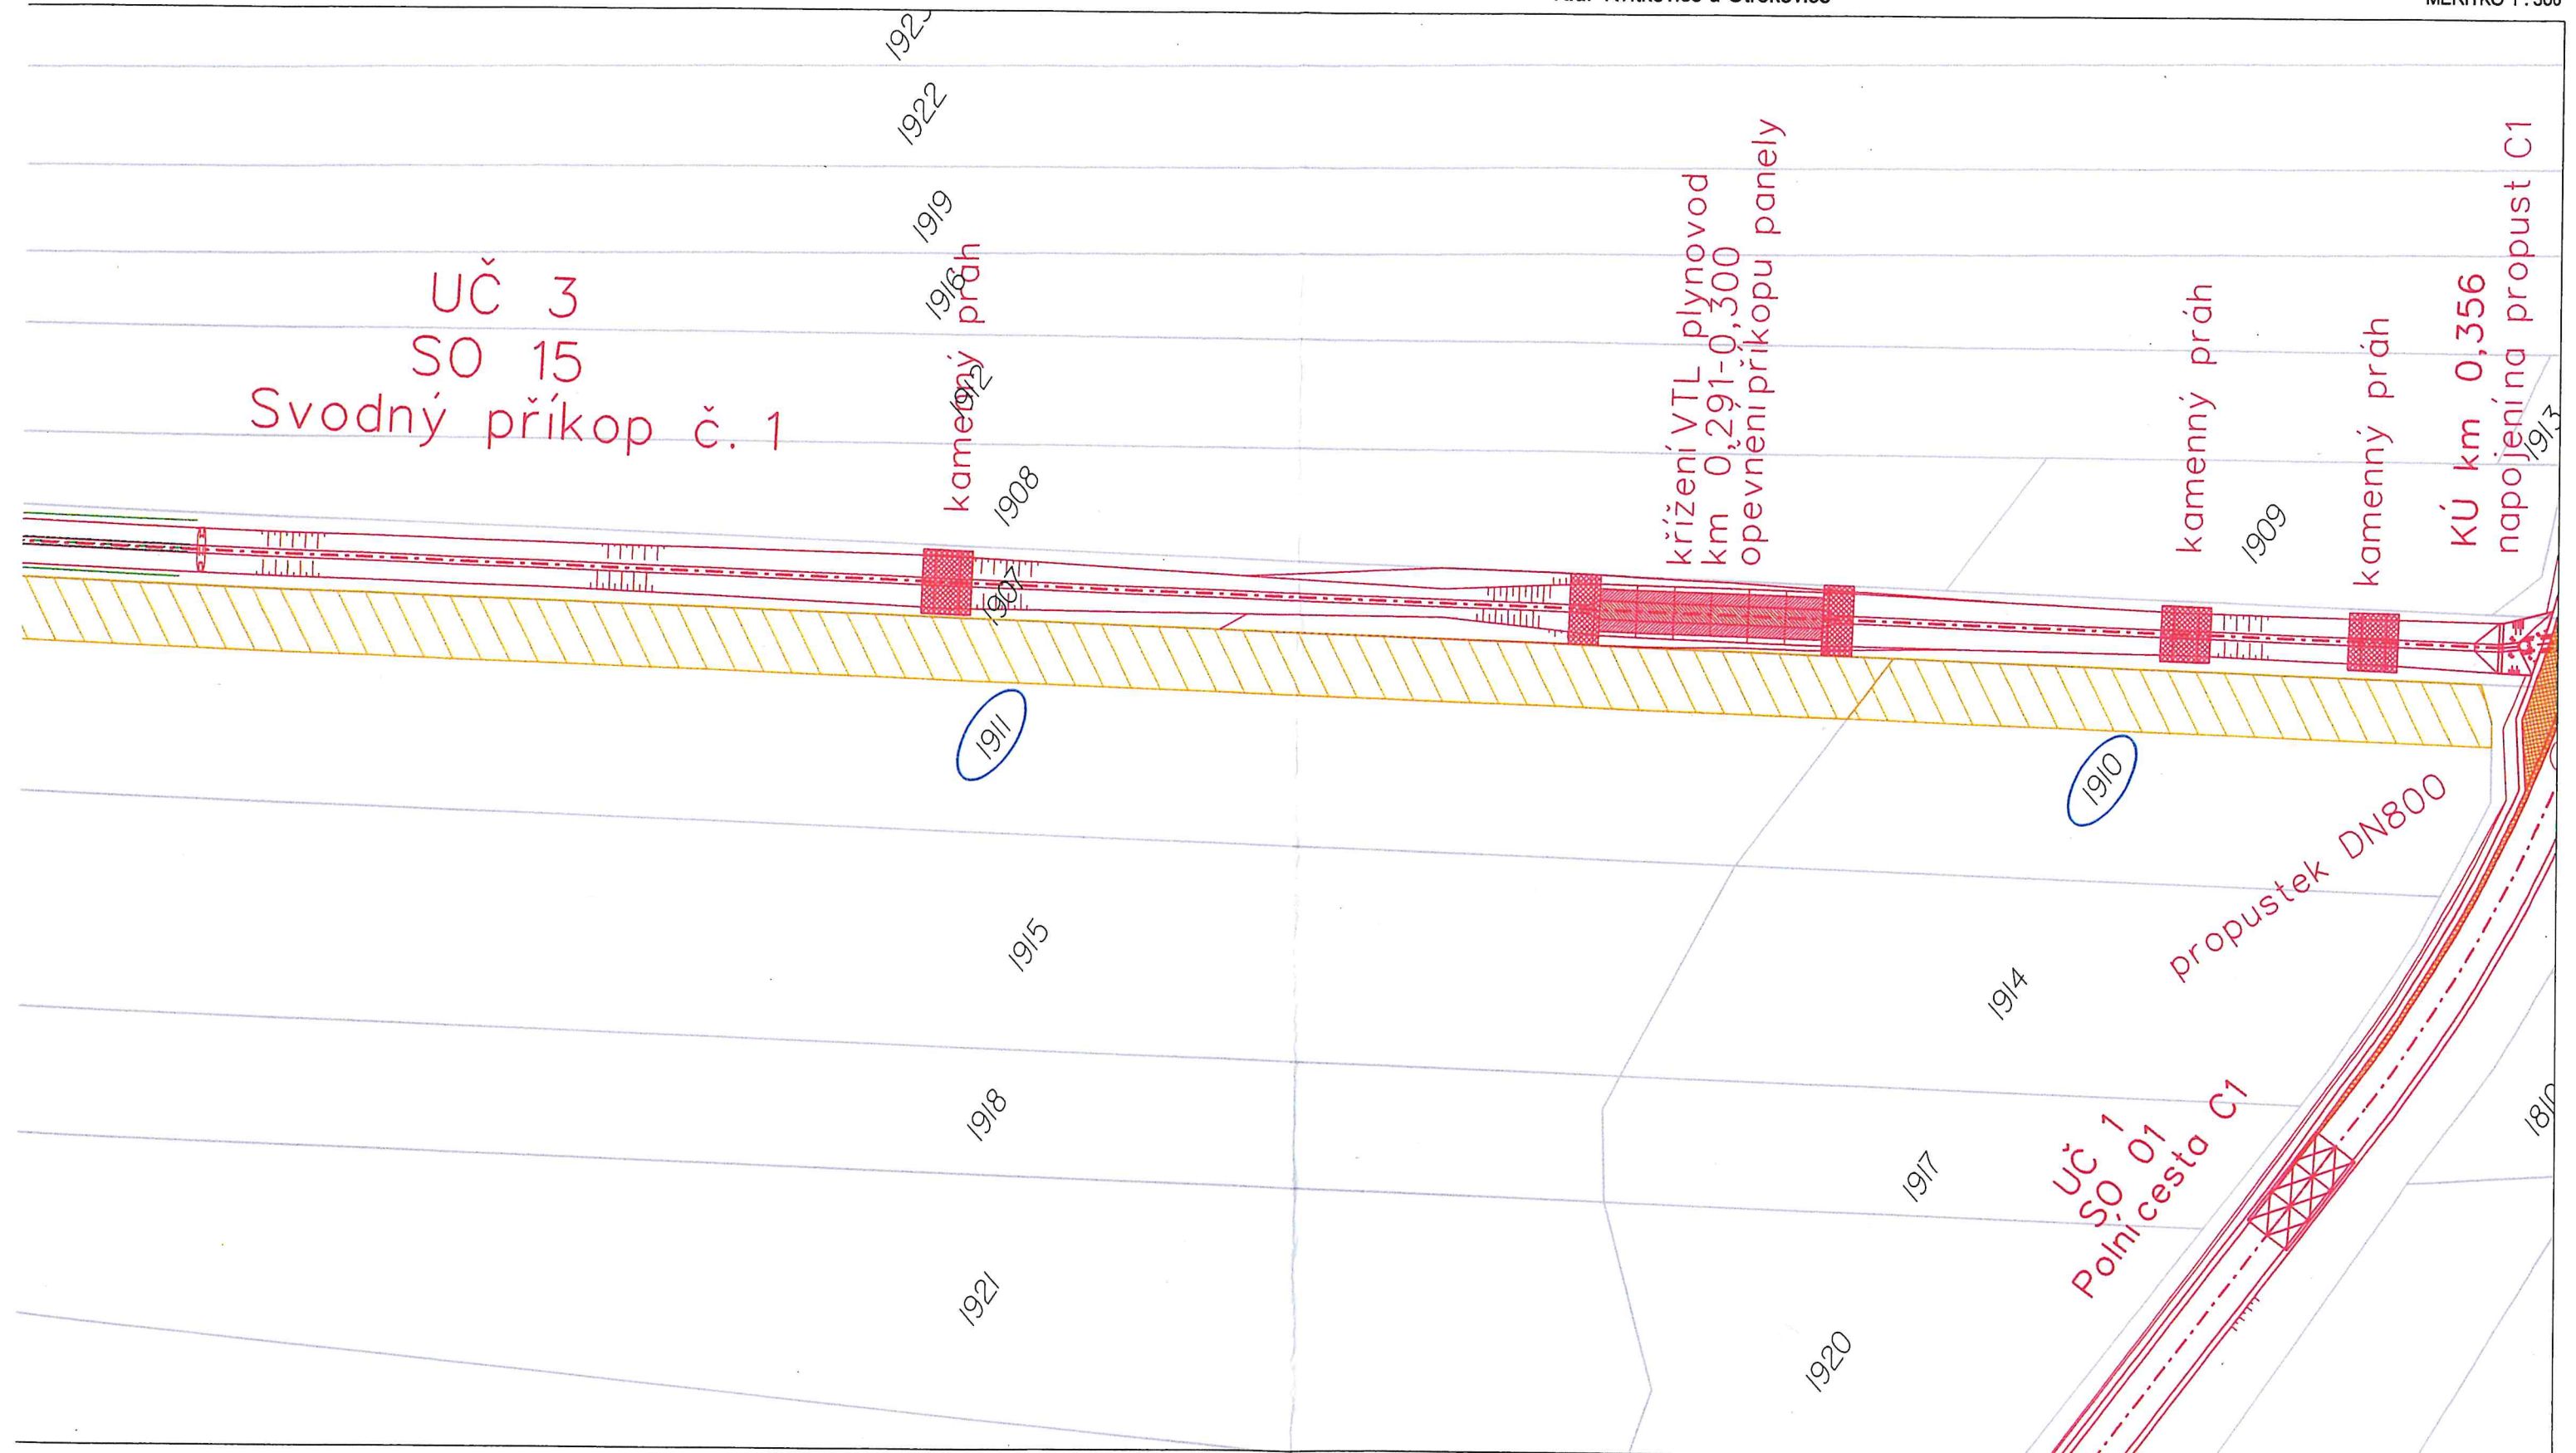 1922
1919
1916
1912
1908
UČ 3
SO 15
Svodný příkop č. 1
kamenný práh
křížení VTL plynovod
km 0,291-0,300
opevnění příkopu panely
kamenný práh
kamenný práh
KÚ km 0,356
napojení na propust C1
1913
1909
1907
1911
1910
propustek DN800
1915
1914
1918
1917
UČ 1
SO 01
Polní cesta C1
1921
1920